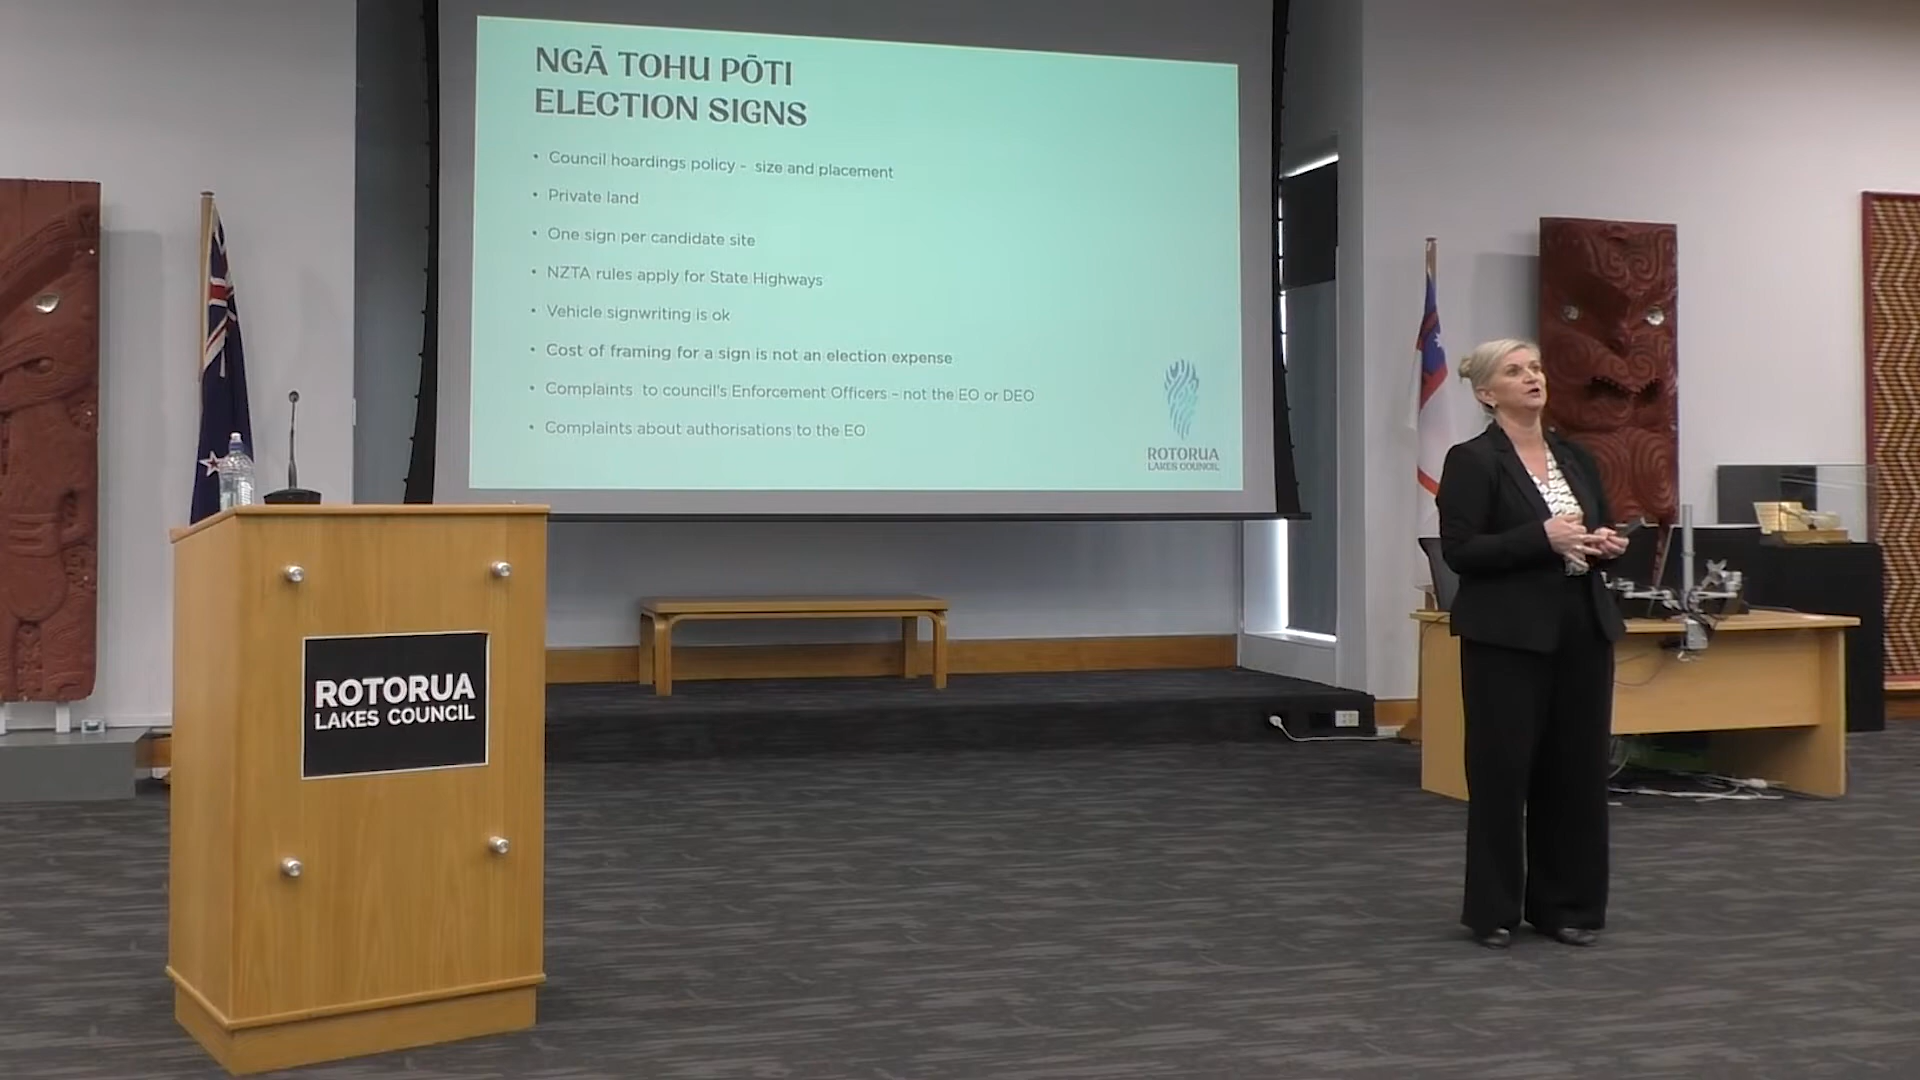 NGĀ TOHU PŌTI
ELECTION SIGNS
• Council hoardings policy - size and placement
• Private land
• One sign per candidate site
• NZTA rules apply for State Highways
• Vehicle signwriting is ok
• Cost of framing for a sign is not an election expense
• Complaints to council's Enforcement Officers – not the EO or DEO
• Complaints about authorisations to the EO
ROTORUA
LAKES COUNCIL
ROTORUA
LAKES COUNCIL